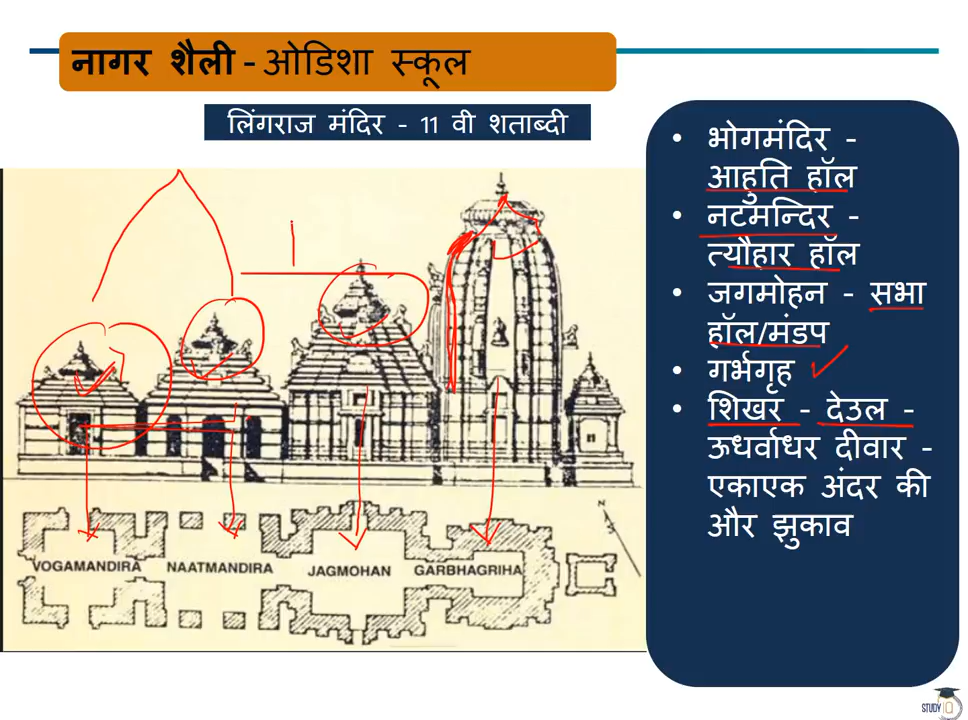 नागर शैली - ओडिशा स्कूल
लिंगराज मंदिर - 11 वी शताब्दी
• भोगमंदिर -
आहुति हॉल
• नटमन्दिर -
त्यौहार हॉल
• जगमोहन - सभा
हॉल/मंडप
• गर्भगृह
• शिखर - देउल -
ऊधर्वाधर दीवार -
एकाएक अंदर की
और झुकाव
N
VOGAMANDIRA NAATMANDIRA JAGMOHAN GARBHAGRIHA
STUDY IQ